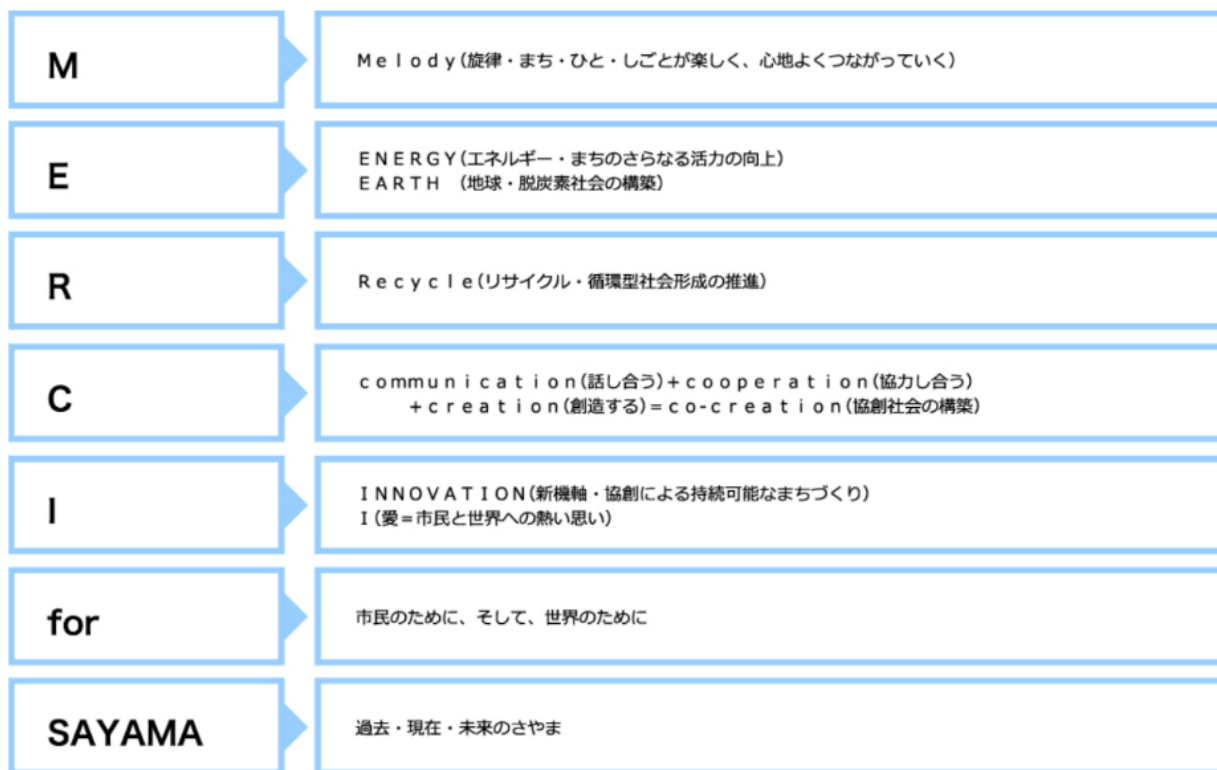 M
Ｍｅｌｏｄｙ(旋律・まち・ひと・しごとが楽しく、心地よくつながっていく)
E
ＥＮＥＲＧＹ(エネルギー・まちのさらなる活力の向上)
ＥＡＲＴＨ　(地球・脱炭素社会の構築)
R
Ｒｅｃｙｃｌｅ(リサイクル・循環型社会形成の推進)
C
ｃｏｍｍｕｎｉｃａｔｉｏｎ(話し合う)＋ｃｏｏｐｅｒａｔｉｏｎ(協力し合う)
＋ｃｒｅａｔｉｏｎ(創造する)＝ｃｏ-ｃｒｅａｔｉｏｎ(協創社会の構築)
I
ＩＮＮＯＶＡＴＩＯＮ(新機軸・協創による持続可能なまちづくり)
Ｉ(愛＝市民と世界への熱い思い)
for
市民のために、そして、世界のために
SAYAMA
過去・現在・未来のさやま